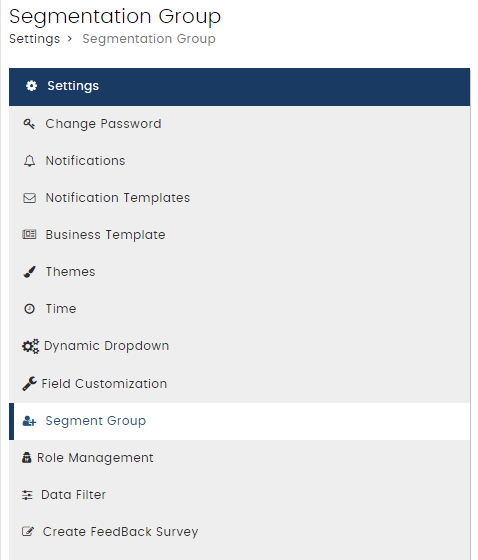 Segmentation Group
Settings > Segmentation Group
Settings
Change Password
Notifications
Notification Templates
Business Template
Themes
Time
Dynamic Dropdown
Field Customization
Segment Group
Role Management
Data Filter
Create FeedBack Survey